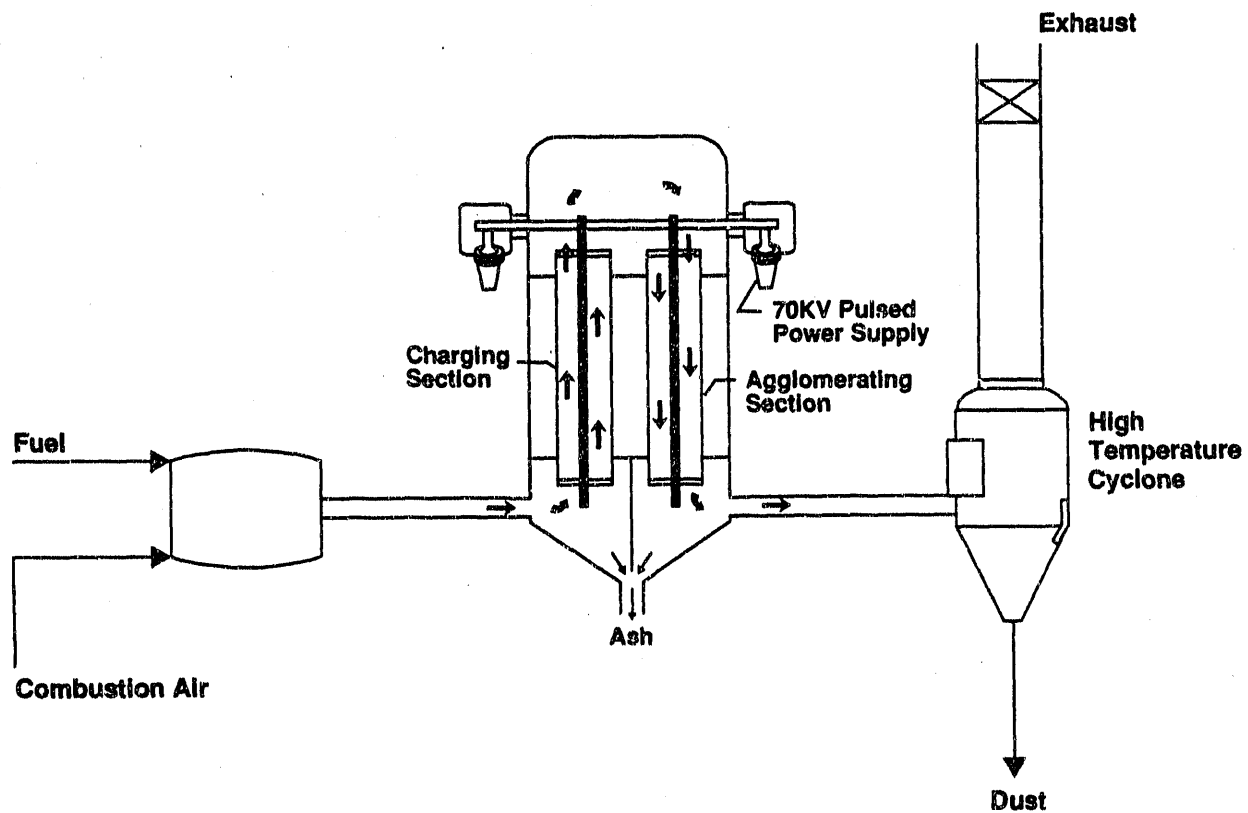 Exhaust
70KV Pulsed
Power Supply
Charging
Section
Agglomerating
Section
High
Temperature
Cyclone
Fuel
Ash
Combustion Air
Dust